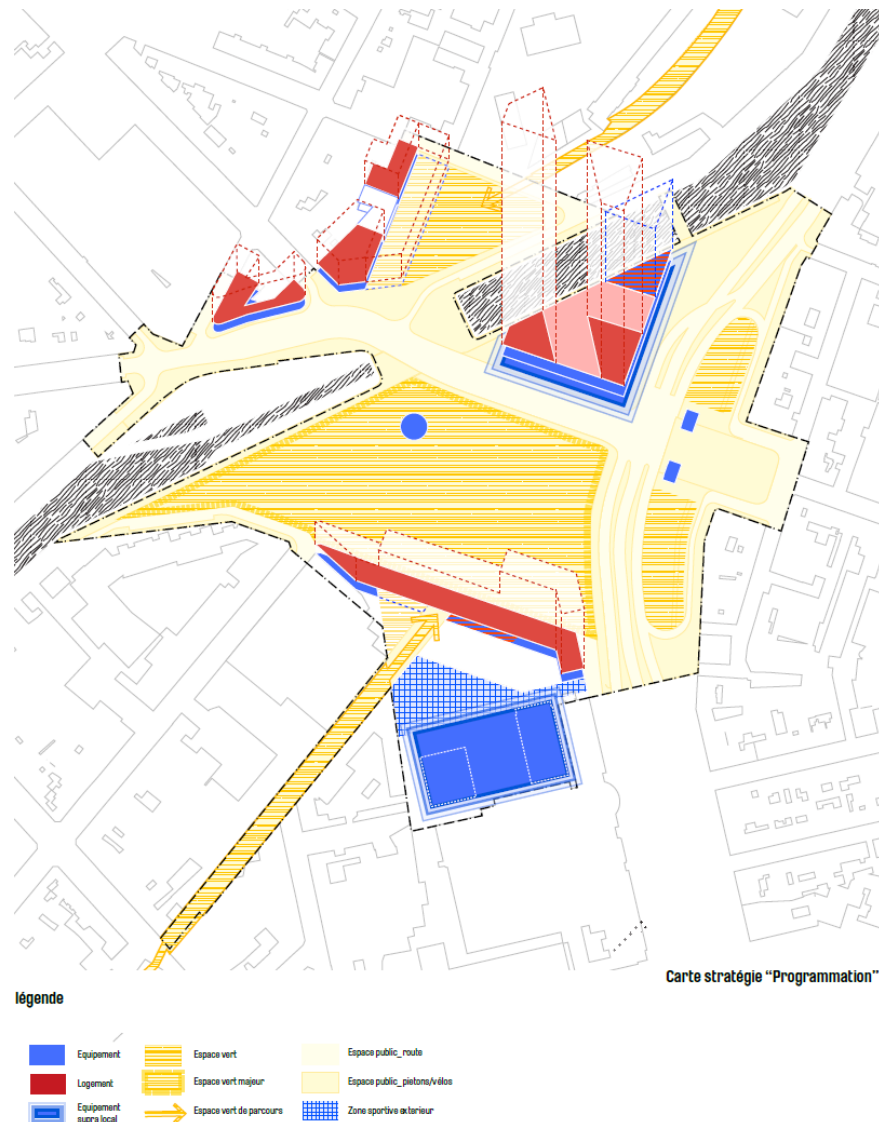 Carte stratégie “Programmation”
légende
Equipement
Espace vert
Espace public_route
Logement
Espace vert majeur
Espace public_pietons/vélos
Equipement
supra local
Espace vert de parcours
Zone sportive exterieur